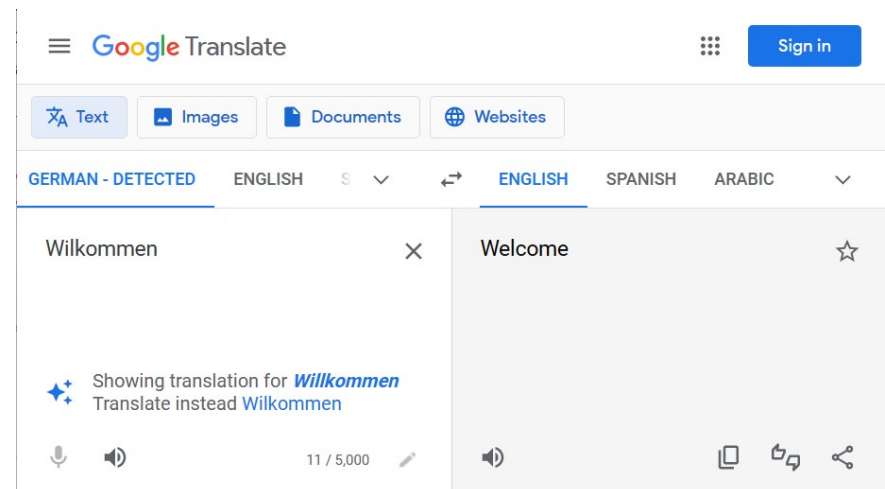 Google Translate
Sign in
Text Images Documents Websites
GERMAN - DETECTED ENGLISH S ENGLISH SPANISH ARABIC
Wilkommen Welcome
Showing translation for Willkommen
Translate instead Wilkommen
11 / 5,000